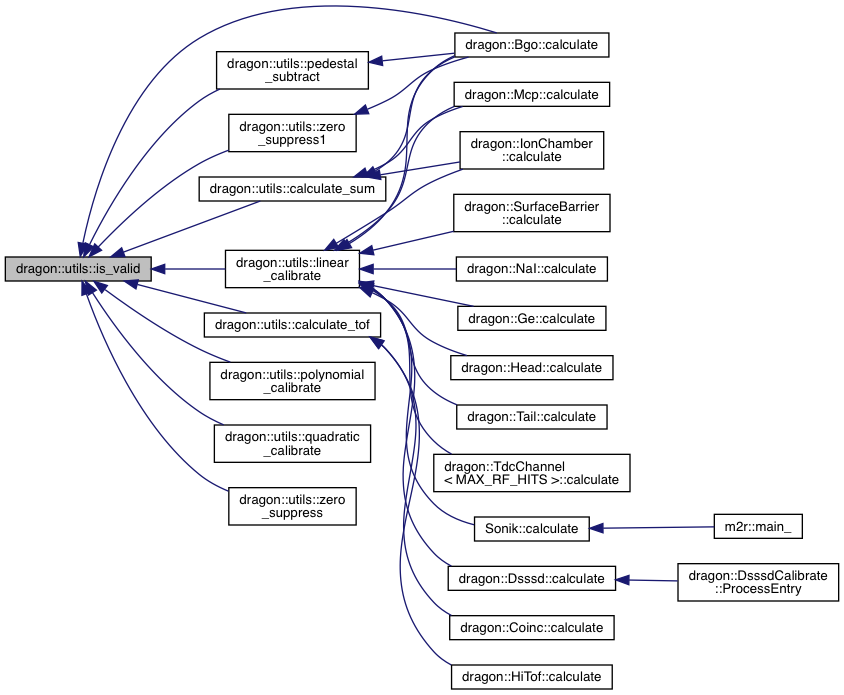 dragon::utils::is_valid
dragon::utils::pedestal
_subtract
dragon::utils::zero
_suppress1
dragon::utils::calculate_sum
dragon::utils::linear
_calibrate
dragon::utils::calculate_tof
dragon::utils::polynomial
_calibrate
dragon::utils::quadratic
_calibrate
dragon::utils::zero
_suppress
dragon::Bgo::calculate
dragon::Mcp::calculate
dragon::IonChamber
::calculate
dragon::SurfaceBarrier
::calculate
dragon::NaI::calculate
dragon::Ge::calculate
dragon::Head::calculate
dragon::Tail::calculate
dragon::TdcChannel
< MAX_RF_HITS >::calculate
Sonik::calculate
dragon::Dsssd::calculate
dragon::Coinc::calculate
dragon::HiTof::calculate
m2r::main_
dragon::DsssdCalibrate
::ProcessEntry